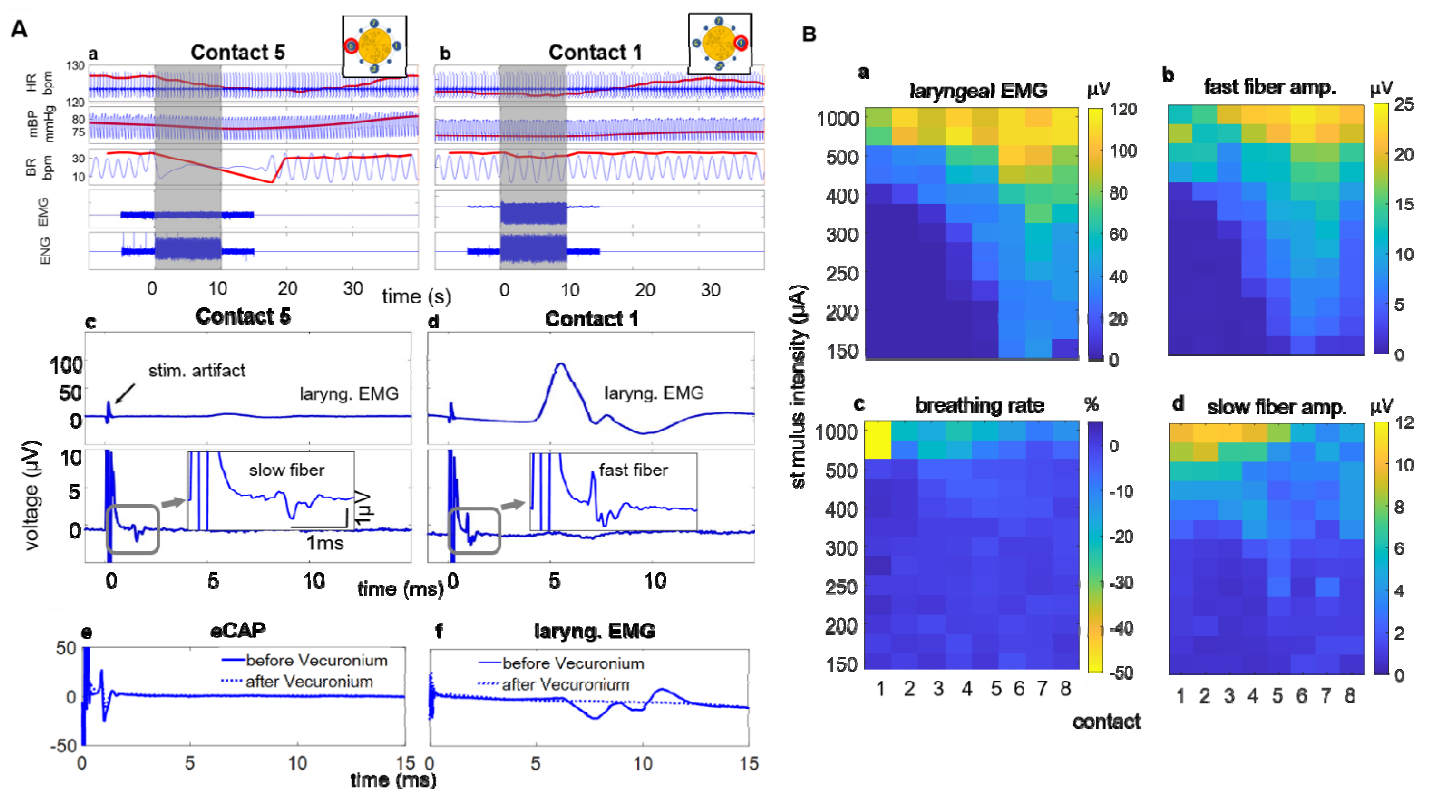 A
a
Contact 5
HR
bpm
130
60
mBP
mmHg
120
80
75
BR
bpm
30
10
EMG
ENG
0 10 20 30
time (s)
b
Contact 1
0 10 20 30
c
Contact 5
100
50
0
stim. artifact
laryng. EMG
d
Contact 1
laryng. EMG
voltage (µV)
10
5
0
slow fiber
1µV
1ms
fast fiber
0 5 10
time (ms)
0 5 10
e
eCAP
50
0
-50
before Vecuronium
after Vecuronium
0 5 10 15
f
laryng. EMG
before Vecuronium
after Vecuronium
0 5 10 15
time (ms)
B
st mulus intensity (µA)
a
laryngeal EMG
µV
1000
500
400
300
250
200
150
120
100
80
60
40
20
0
b
fast fiber amp.
µV
25
20
15
10
5
0
c
breathing rate
%
1000
500
400
300
250
200
150
0
-10
-20
-30
-40
-50
1 2 3 4 5 6 7 8
d
slow fiber amp.
µV
12
10
8
6
4
2
0
1 2 3 4 5 6 7 8
contact